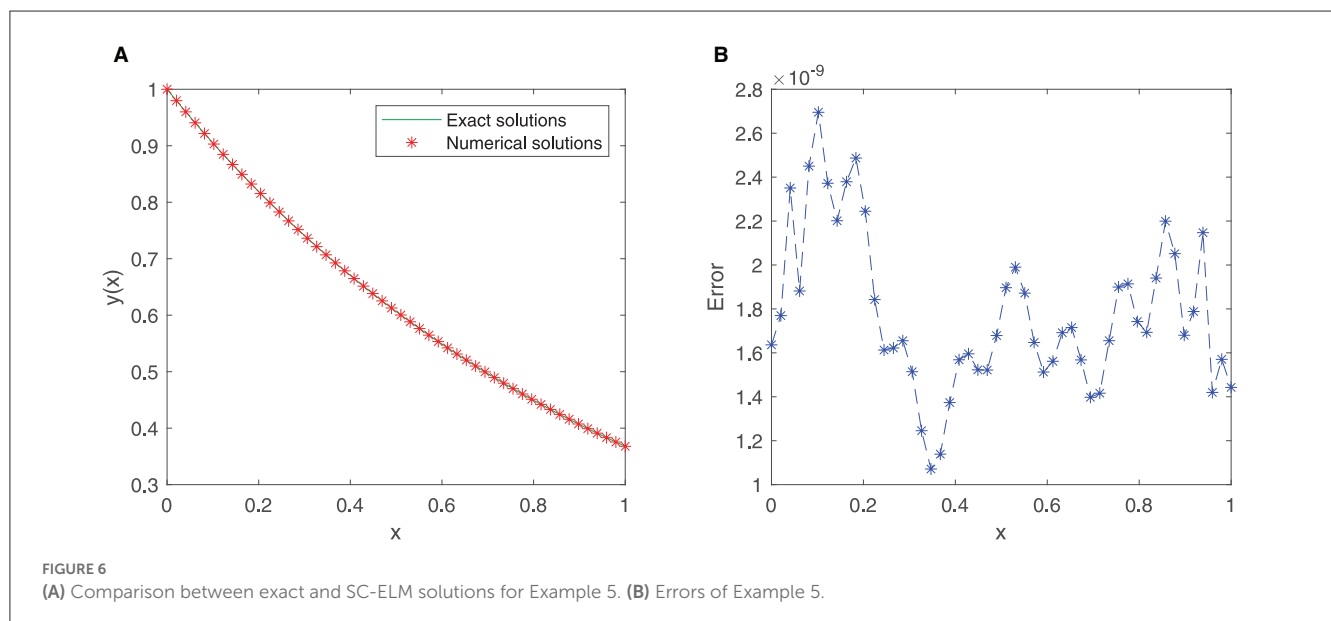 A
1
0.9
0.8
0.7
0.6
0.5
0.4
0.3
y(x)
0 0.2 0.4 0.6 0.8 1
x
Exact solutions
Numerical solutions
B
×10⁻⁹
2.8
2.6
2.4
2.2
2
1.8
1.6
1.4
1.2
1
Error
0 0.2 0.4 0.6 0.8 1
x
FIGURE 6
(A) Comparison between exact and SC-ELM solutions for Example 5. (B) Errors of Example 5.